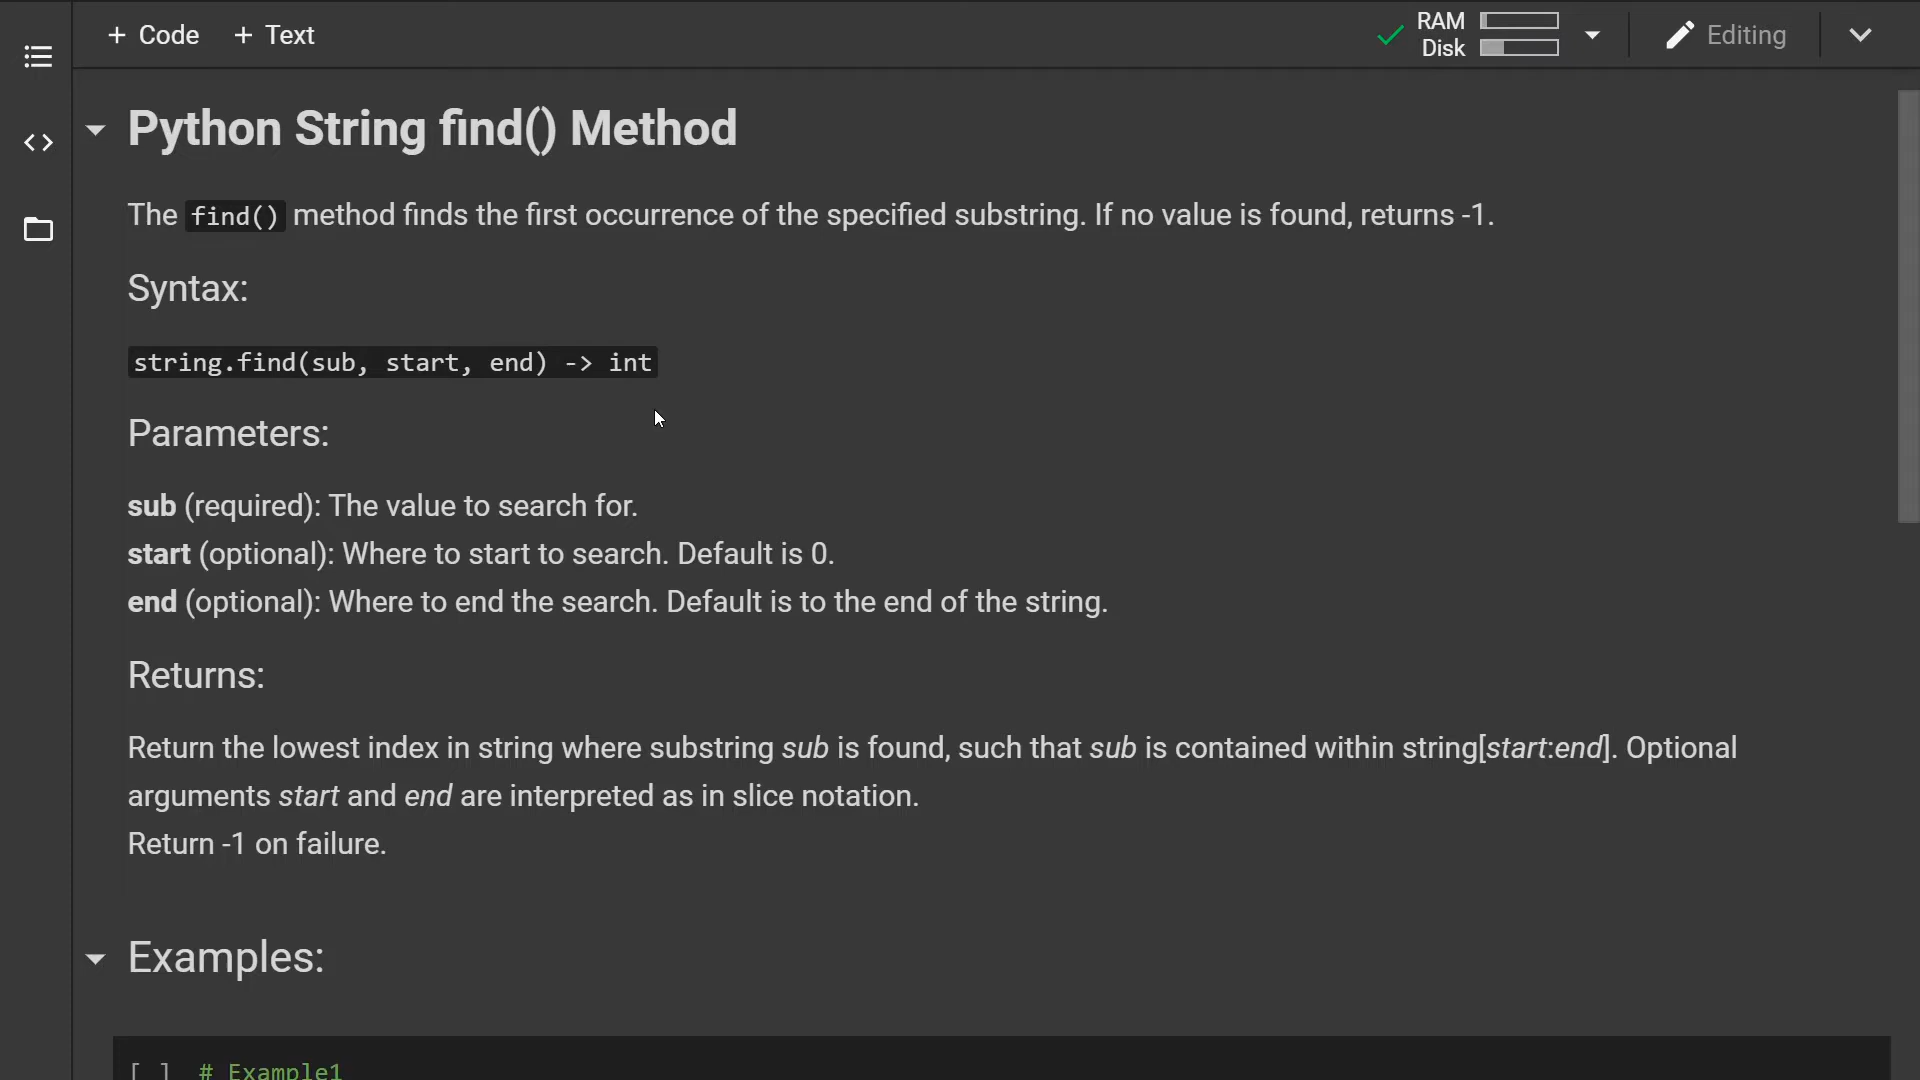 + Code + Text
RAM
Disk
Editing
Python String find() Method
The find() method finds the first occurrence of the specified substring. If no value is found, returns -1.
Syntax:
string.find(sub, start, end) -> int
Parameters:
sub (required): The value to search for.
start (optional): Where to start to search. Default is 0.
end (optional): Where to end the search. Default is to the end of the string.
Returns:
Return the lowest index in string where substring sub is found, such that sub is contained within string[start:end]. Optional
arguments start and end are interpreted as in slice notation.
Return -1 on failure.
Examples:
[ ] # Example1